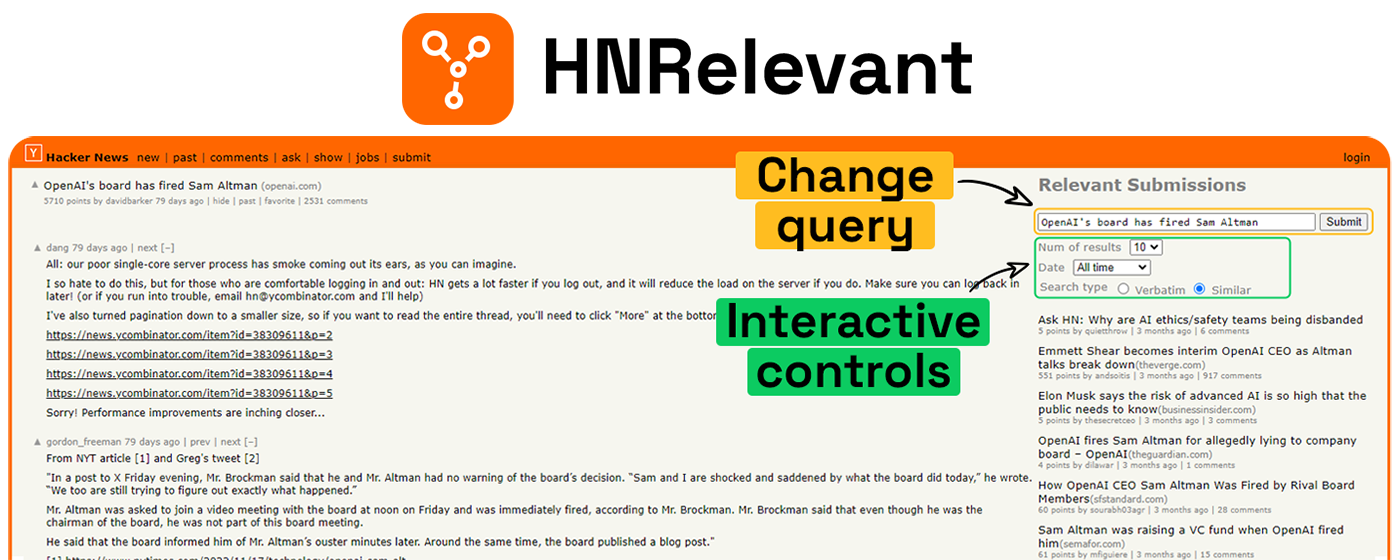 HNRelevant
Y Hacker News new | past | comments | ask | show | jobs | submit
login
OpenAI's board has fired Sam Altman (openai.com)
5710 points by davidbarker 79 days ago | hide | past | favorite | 2531 comments
dang 79 days ago | next [–]
All: our poor single-core server process has smoke coming out its ears, as you can imagine.
I so hate to do this, but for those who are comfortable logging in and out: HN gets a lot faster if you log out, and it will reduce the load on the server if you do. Make sure you can log back in
later! (or if you run into trouble, email hn@ycombinator.com and I'll help)
I've also turned pagination down to a smaller size, so if you want to read the entire thread, you'll need to click "More" at the bottom
https://news.ycombinator.com/item?id=38309611&p=2
https://news.ycombinator.com/item?id=38309611&p=3
https://news.ycombinator.com/item?id=38309611&p=4
https://news.ycombinator.com/item?id=38309611&p=5
Sorry! Performance improvements are inching closer...
gordon_freeman 79 days ago | prev | next [–]
From NYT article [1] and Greg's tweet [2]
"In a post to X Friday evening, Mr. Brockman said that he and Mr. Altman had no warning of the board's decision. "Sam and I are shocked and saddened by what the board did today," he wrote.
"We too are still trying to figure out exactly what happened."
Mr. Altman was asked to join a video meeting with the board at noon on Friday and was immediately fired, according to Mr. Brockman. Mr. Brockman said that even though he was the
chairman of the board, he was not part of this board meeting.
He said that the board informed him of Mr. Altman's ouster minutes later. Around the same time, the board published a blog post."
Change
query
Interactive
controls
Relevant Submissions
OpenAI's board has fired Sam Altman Submit
Num of results 10
Date All time
Search type Verbatim Similar
Ask HN: Why are AI ethics/safety teams being disbanded
5 points by quietthrow | 3 months ago | 6 comments
Emmett Shear becomes interim OpenAI CEO as Altman
talks break down(theverge.com)
551 points by andsoitis | 3 months ago | 917 comments
Elon Musk says the risk of advanced AI is so high that the
public needs to know(businessinsider.com)
5 points by thesecretceo | 3 months ago | 3 comments
OpenAI fires Sam Altman for allegedly lying to company
board – OpenAI(theguardian.com)
4 points by dilawar | 3 months ago | 1 comments
How OpenAI CEO Sam Altman Was Fired by Rival Board
Members(sfstandard.com)
60 points by sourabh03agr | 3 months ago | 28 comments
Sam Altman was raising a VC fund when OpenAI fired
him(semafor.com)
61 points by mfiguiere | 3 months ago | 15 comments